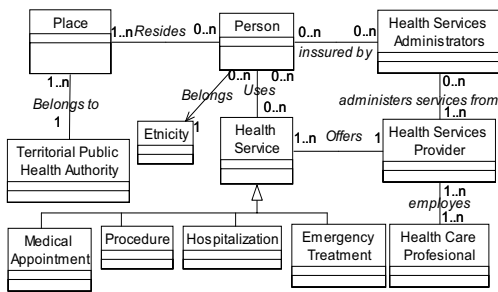 Place
1..n
Resides
0..n
Person
0..n
0..n
inssured by
Health Services
Administrators
1..n
Belongs to
1
0..n
Belongs
1
0..n
Uses
0..n
0..n
administers services from
1..n
Etnicity
Territorial Public
Health Authority
Health
Service
1..n
Offers
1
Health Services
Provider
1..n
employes
1..n
Medical
Appointment
Procedure
Hospitalization
Emergency
Treatment
Health Care
Profesional